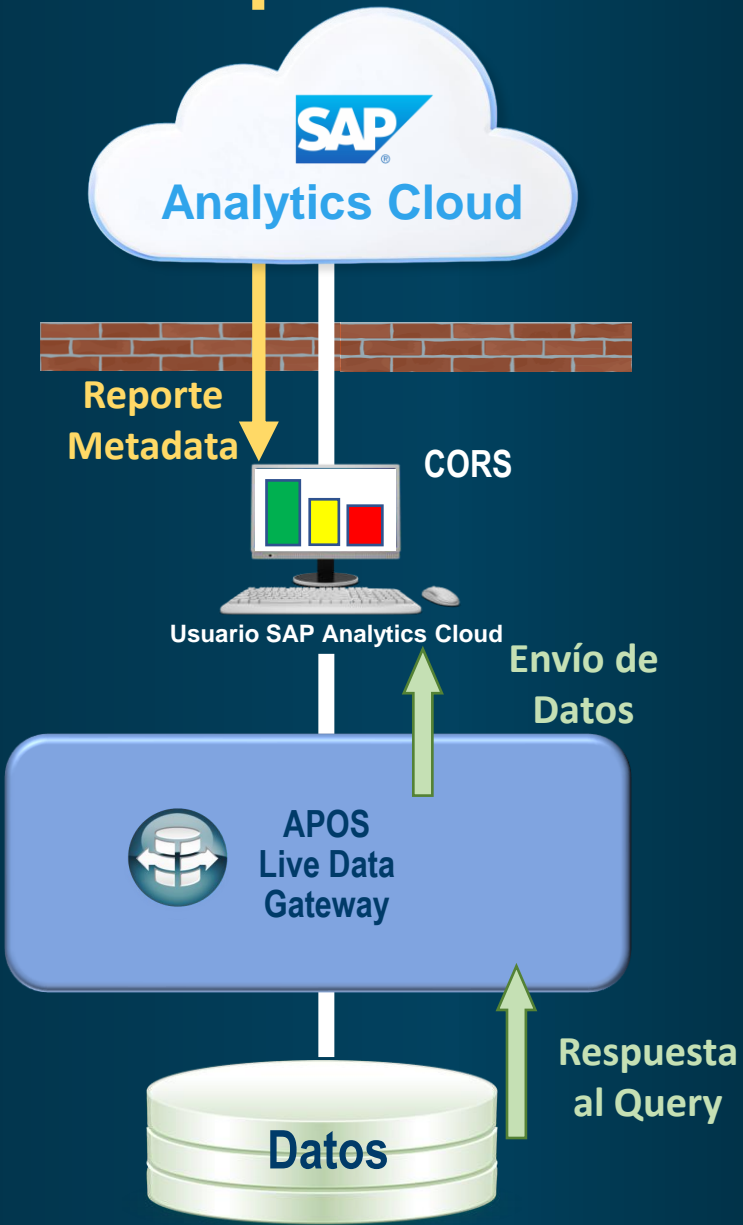 SAP
®
Analytics Cloud
Reporte
Metadata
CORS
Usuario SAP Analytics Cloud
Envío de
Datos
APOS
Live Data
Gateway
Respuesta
al Query
Datos